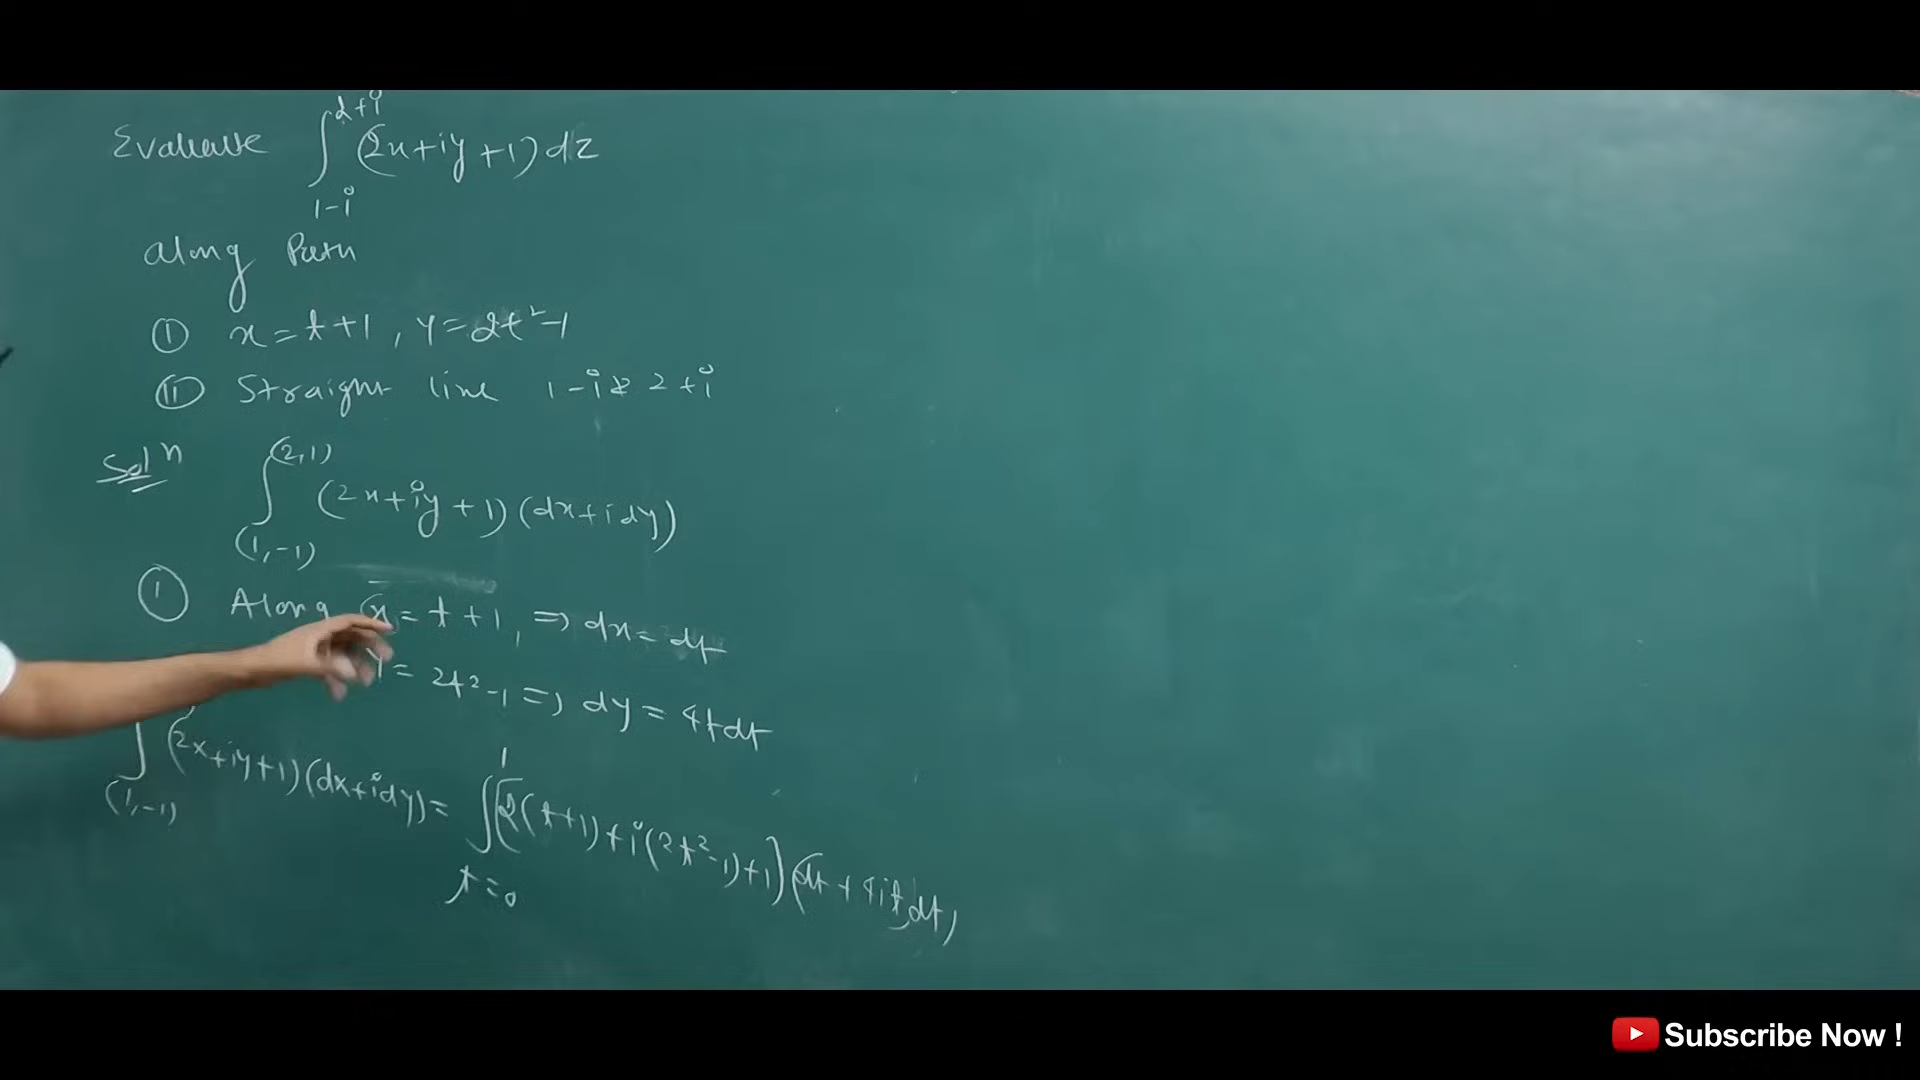 Evaluate ∫_{1-i}^{2+i} (2x+iy+1)dz
along Path
(I) x=t+1, y=2t²-1
(II) Straight line 1-i & 2+i
Solⁿ ∫_{(1,-1)}^{(2,1)} (2x+iy+1)(dx+idy)
(1) Along x=t+1, => dx=dt
y=2t²-1 => dy=4tdt
∫_{(1,-1)} (2x+iy+1)(dx+idy)= ∫_{t=0}^{1} [2(t+1)+i(2t²-1)+1](dt+4itdt)
Subscribe Now !